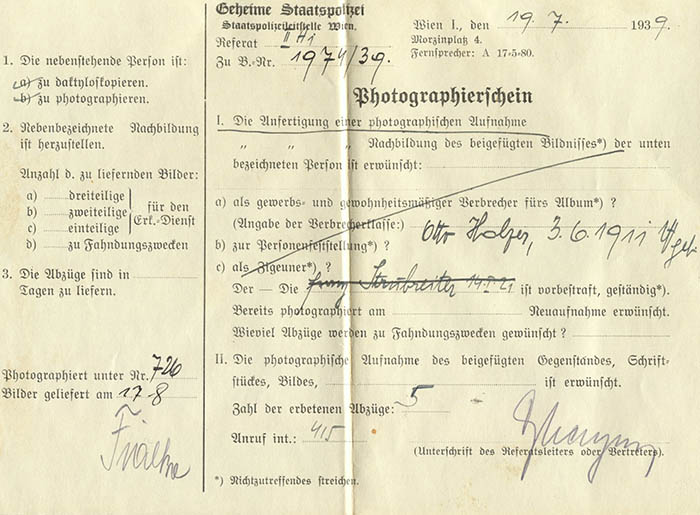 Geheime Staatspolizei
Staatspolizeileitstelle Wien.
Referat II H1
Zu B.-Nr. 1974/39.
Wien I., den 19. 7. 1939.
Morzinplatz 4.
Fernsprecher: A 17-5-80.
1. Die nebenstehende Person ist:
a) zu daktyloskopieren.
b) zu photographieren.
2. Nebenbezeichnete Nachbildung
ist herzustellen.
Anzahl d. zu liefernden Bilder:
a) dreiteilige
b) zweiteilige
c) einteilige
für den
Erk.-Dienst
d) zu Fahndungszwecken
3. Die Abzüge sind in
Tagen zu liefern.
Photographiert unter Nr. 726
Bilder geliefert am 17 8
Photographierschein
I. Die Anfertigung einer photographischen Aufnahme
„ „ „ Nachbildung des beigefügten Bildnisses*) der unten
bezeichneten Person ist erwünscht:
a) als gewerbs- und gewohnheitsmäßiger Verbrecher fürs Album*) ?
(Angabe der Verbrecherklasse:)
Otto Holzer, 3.6.1911 geb
b) zur Personenfeststellung*) ?
c) als Zigeuner*) ?
Der — Die Franz Strubreiter ist vorbestraft, geständig*).
Bereits photographiert am Neuaufnahme erwünscht.
Wieviel Abzüge werden zu Fahndungszwecken gewünscht ?
II. Die photographische Aufnahme des beigefügten Gegenstandes, Schrift-
stückes, Bildes, ist erwünscht.
Zahl der erbetenen Abzüge: 5
Anruf int.: 415
(Unterschrift des Referatsleiters oder Vertreters).
*) Nichtzutreffendes streichen.